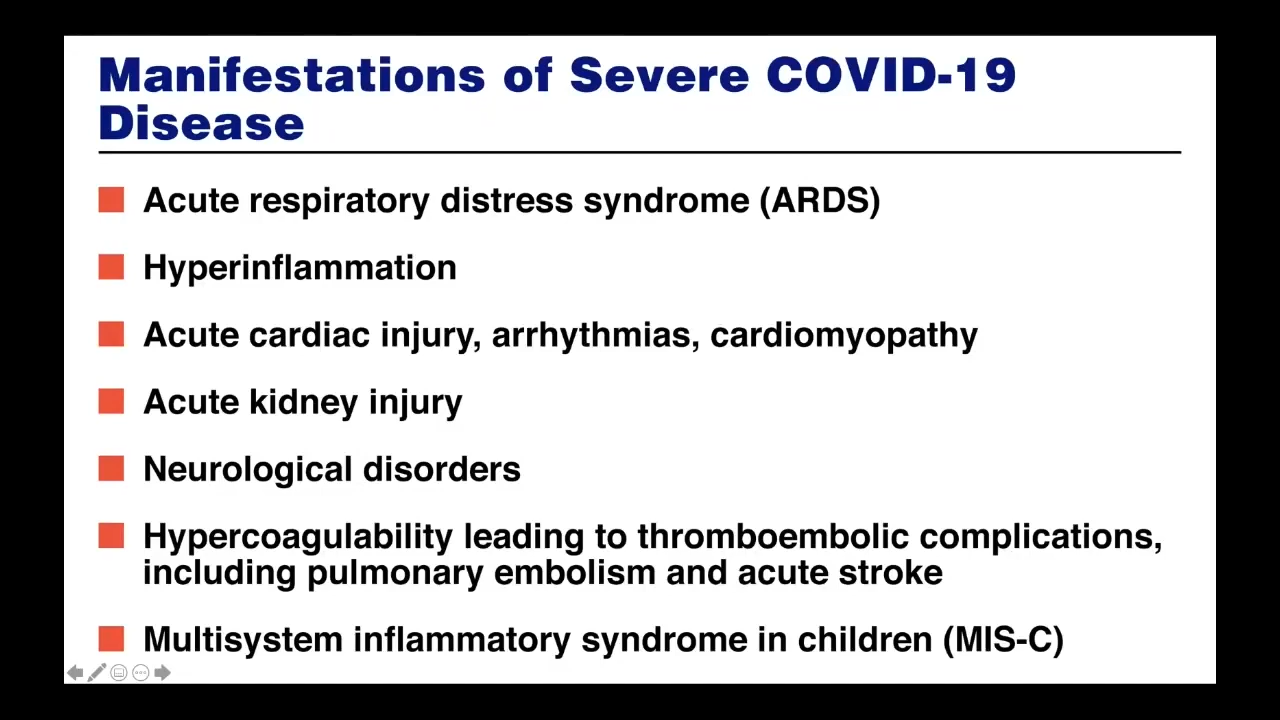 Manifestations of Severe COVID-19
Disease
Acute respiratory distress syndrome (ARDS)
Hyperinflammation
Acute cardiac injury, arrhythmias, cardiomyopathy
Acute kidney injury
Neurological disorders
Hypercoagulability leading to thromboembolic complications,
including pulmonary embolism and acute stroke
Multisystem inflammatory syndrome in children (MIS-C)